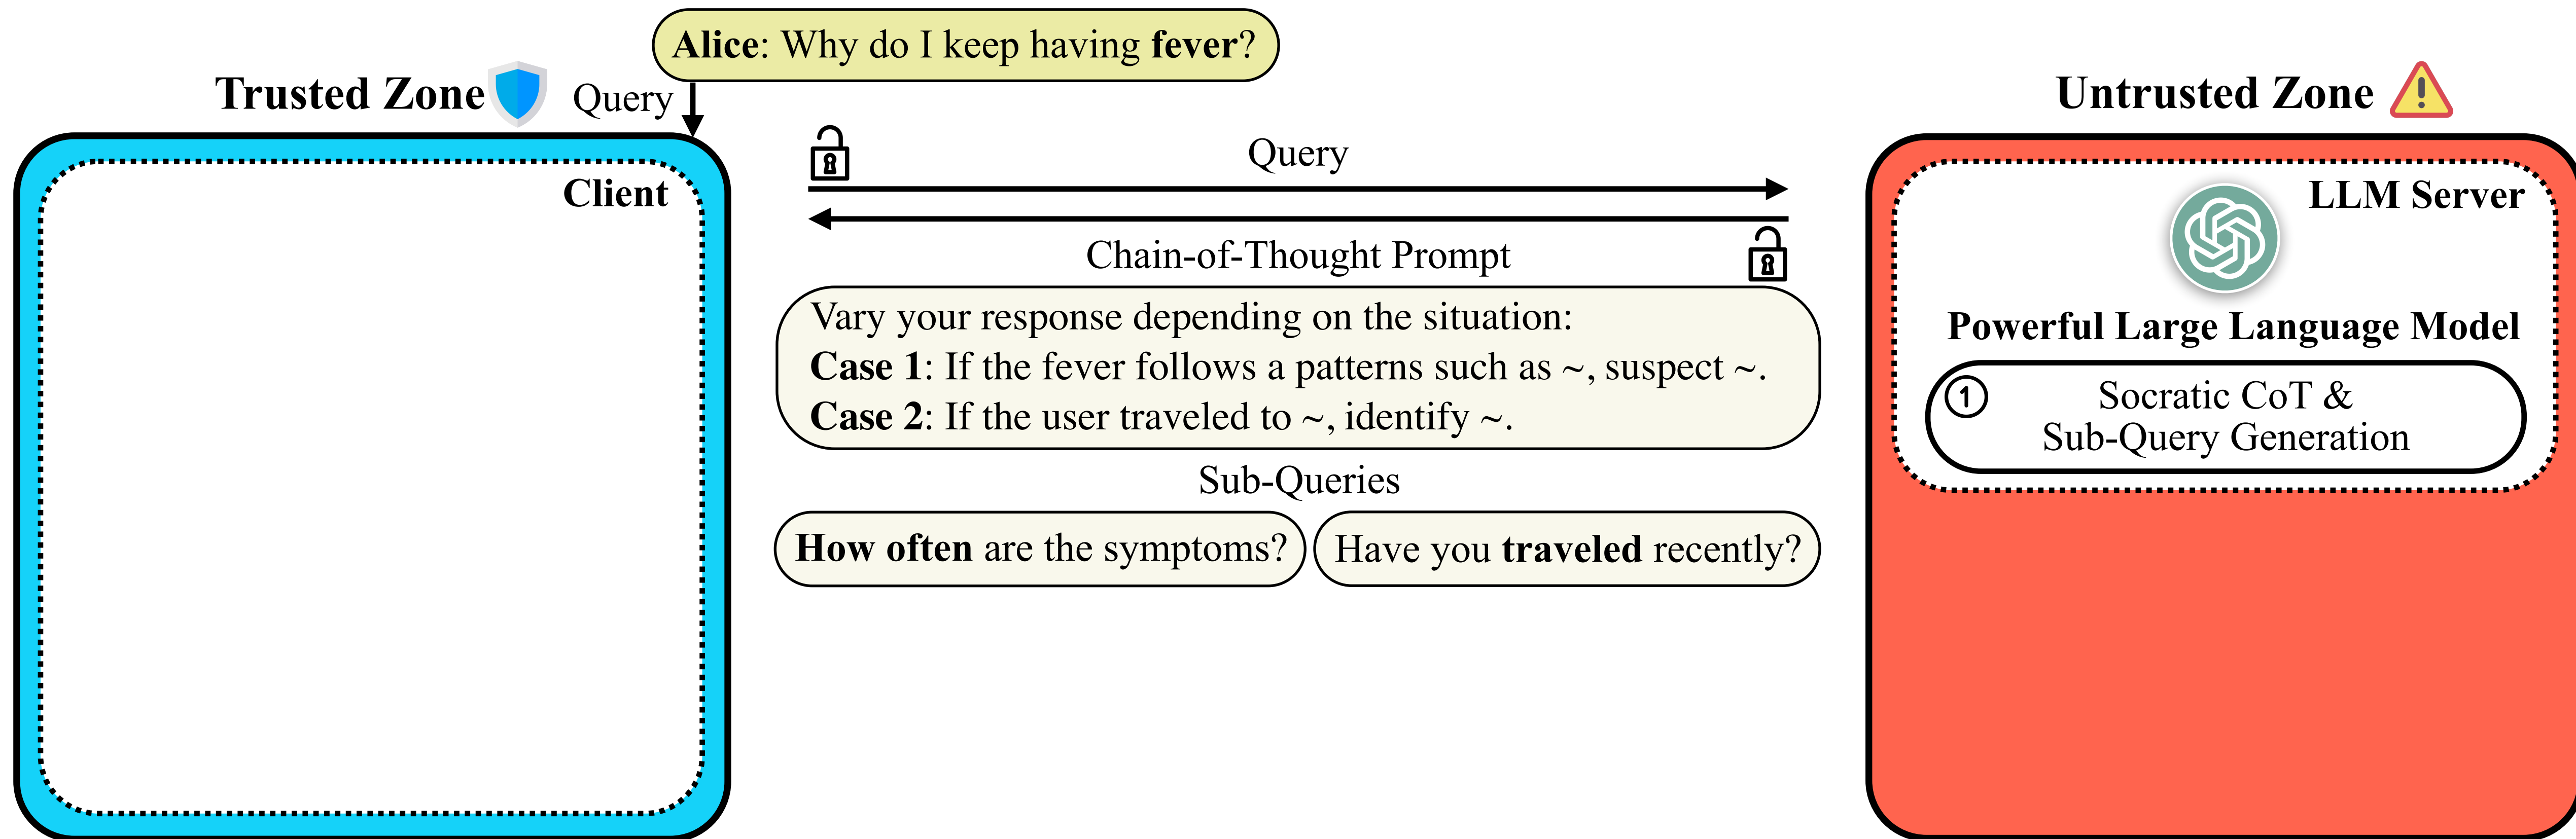 Alice: Why do I keep having fever?
Trusted Zone
Query
Untrusted Zone
Client
Query
Chain-of-Thought Prompt
Vary your response depending on the situation:
Case 1: If the fever follows a patterns such as ~, suspect ~.
Case 2: If the user traveled to ~, identify ~.
Sub-Queries
How often are the symptoms?
Have you traveled recently?
LLM Server
Powerful Large Language Model
1
Socratic CoT &
Sub-Query Generation